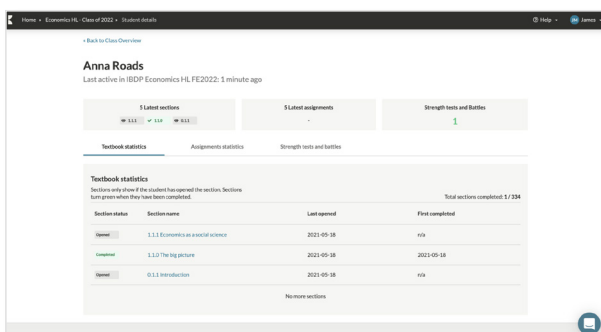 Home • Economics HL - Class of 2022 • Student details
Help
JM James
‹ Back to Class Overview
Anna Roads
Last active in IBDP Economics HL FE2022: 1 minute ago
5 Latest sections
1.1.1 1.1.0 0.1.1
5 Latest assignments
-
Strength tests and Battles
1
Textbook statistics Assignments statistics Strength tests and battles
Textbook statistics
Sections only show if the student has opened the section. Sections
turn green when they have been completed.
Total sections completed: 1 / 334
Section status Section name Last opened First completed
Opened 1.1.1 Economics as a social science 2021-05-18 n/a
Completed 1.1.0 The big picture 2021-05-18 2021-05-18
Opened 0.1.1 Introduction 2021-05-18 n/a
No more sections